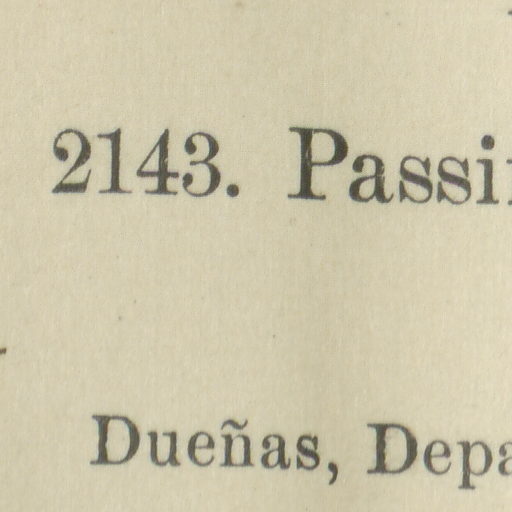 2143. Passi
Dueñas, Depa